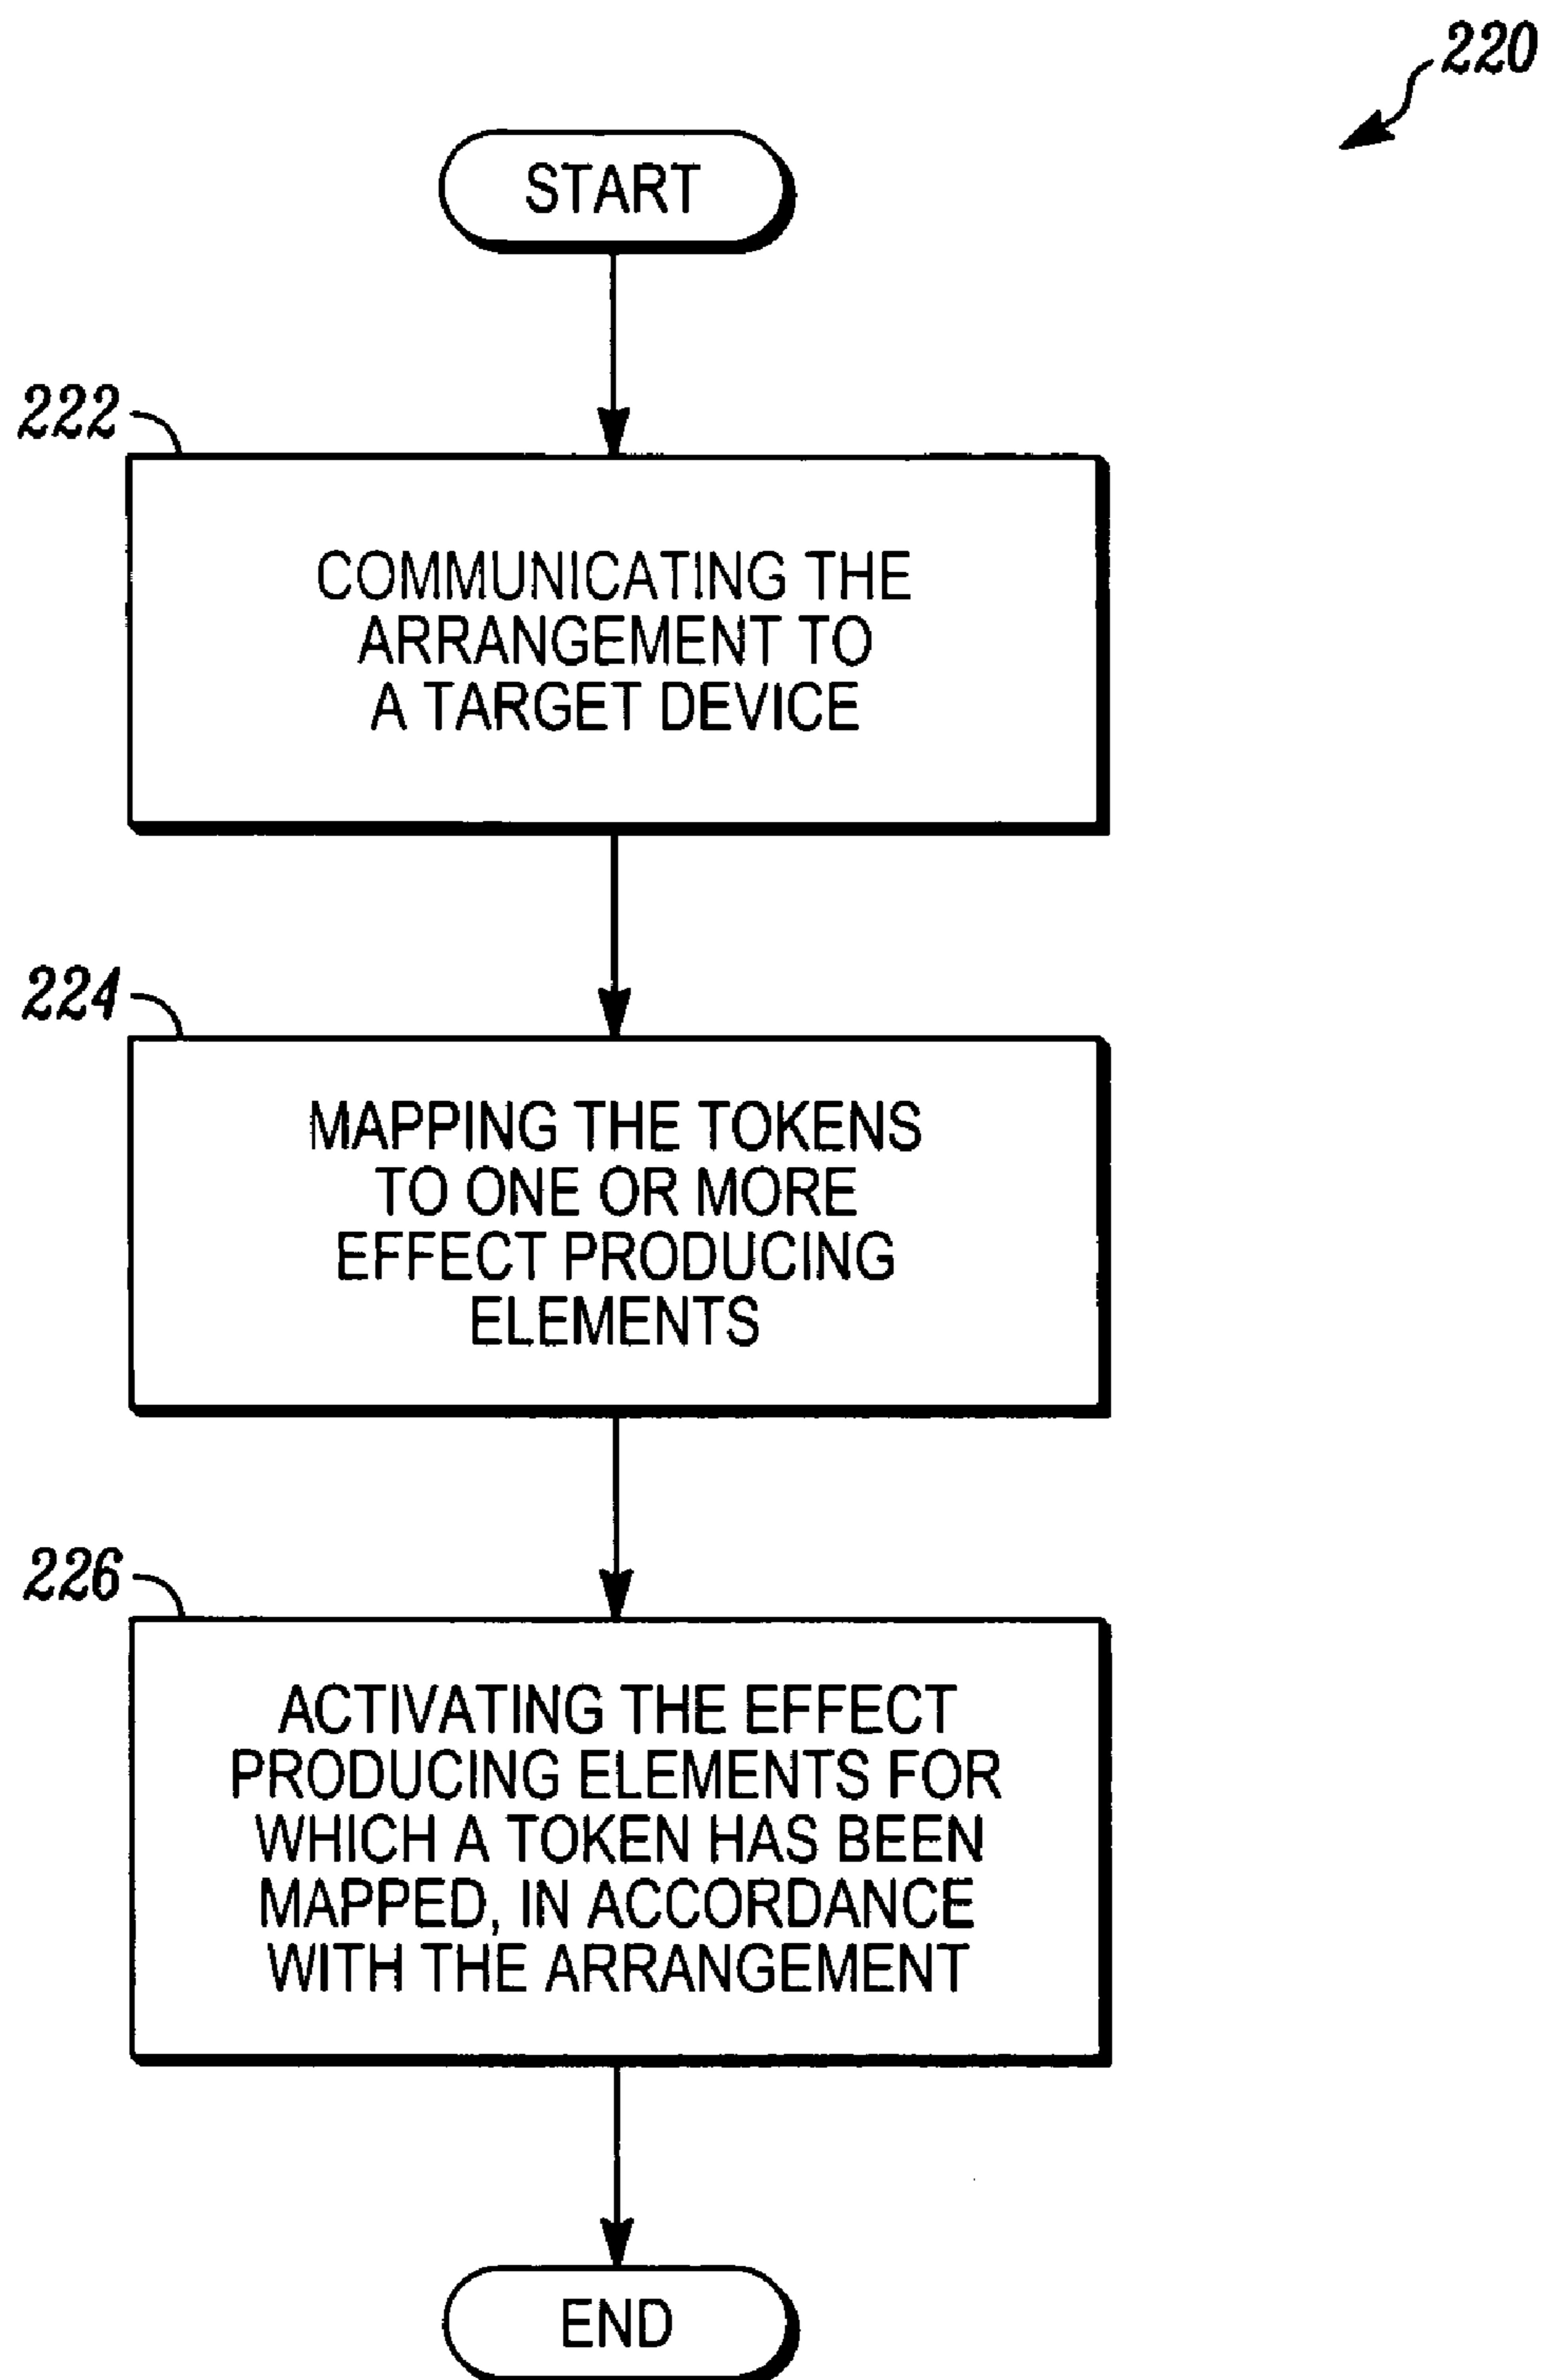 220
START
222
COMMUNICATING THE
ARRANGEMENT TO
A TARGET DEVICE
224
MAPPING THE TOKENS
TO ONE OR MORE
EFFECT PRODUCING
ELEMENTS
226
ACTIVATING THE EFFECT
PRODUCING ELEMENTS FOR
WHICH A TOKEN HAS BEEN
MAPPED, IN ACCORDANCE
WITH THE ARRANGEMENT
END